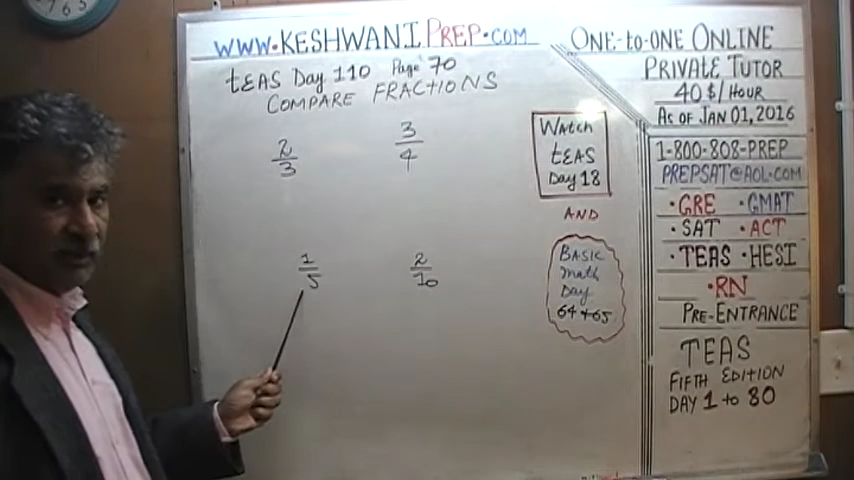 www.KESHWANIPREP.COM
tEAS Day 110 Page 70
COMPARE FRACTIONS
2/3 3/4
1/5 2/10
Watch
tEAS
Day 18
AND
BASIC
math
Day
64+65
ONE-to-ONE ONLINE
PRIVATE TUTOR
40$/HOUR
AS OF JAN 01, 2016
1-800-808-PREP
PREPSAT@AOL.COM
•GRE •GMAT
•SAT •ACT
•TEAS •HESI
•RN
PRE-ENTRANCE
TEAS
FIFTH EDITION
DAY 1 to 80
7 6 5